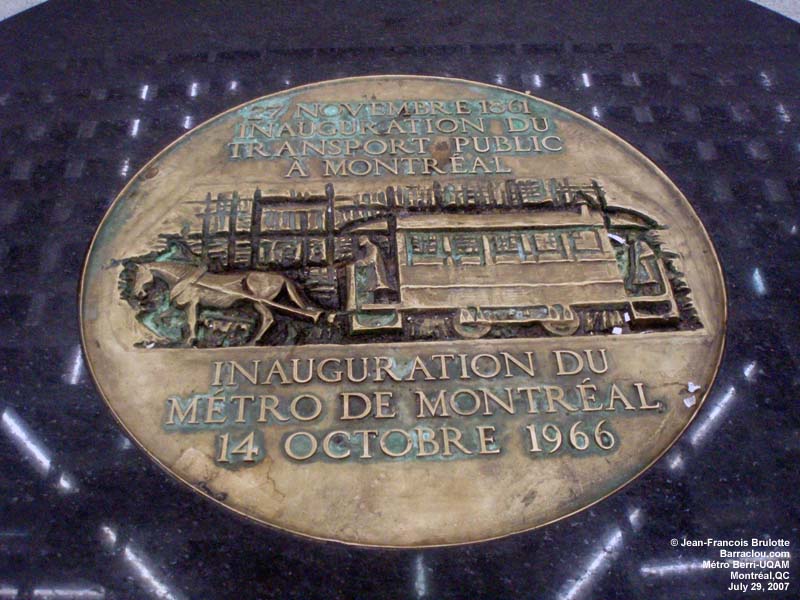 27 NOVEMBRE 1861
INAUGURATION DU
TRANSPORT PUBLIC
À MONTRÉAL
INAUGURATION DU
MÉTRO DE MONTRÉAL
14 OCTOBRE 1966
© Jean-Francois Brulotte
Barraclou.com
Métro Berri-UQAM
Montréal,QC
July 29, 2007